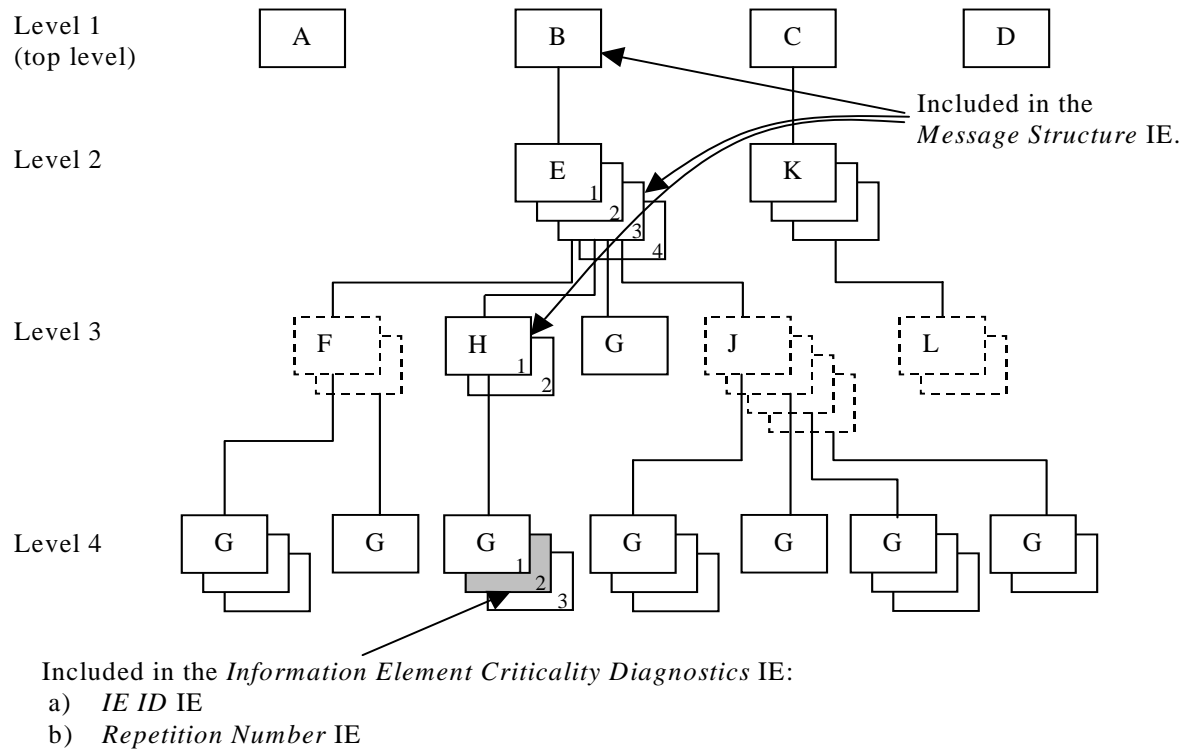 Level 1
(top level)
A
B
C
D
Included in the
Message Structure IE.
Level 2
E
1
2
3
4
K
Level 3
F
H
1
2
G
J
L
Level 4
G
G
G
1
2
3
G
G
G
G
Included in the Information Element Criticality Diagnostics IE:
a) IE ID IE
b) Repetition Number IE